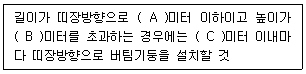 길이가 띠장방향으로 ( A )미터 이하이고 높이가
( B )미터를 초과하는 경우에는 ( C )미터 이내마
다 띠장방향으로 버팀기둥을 설치할 것